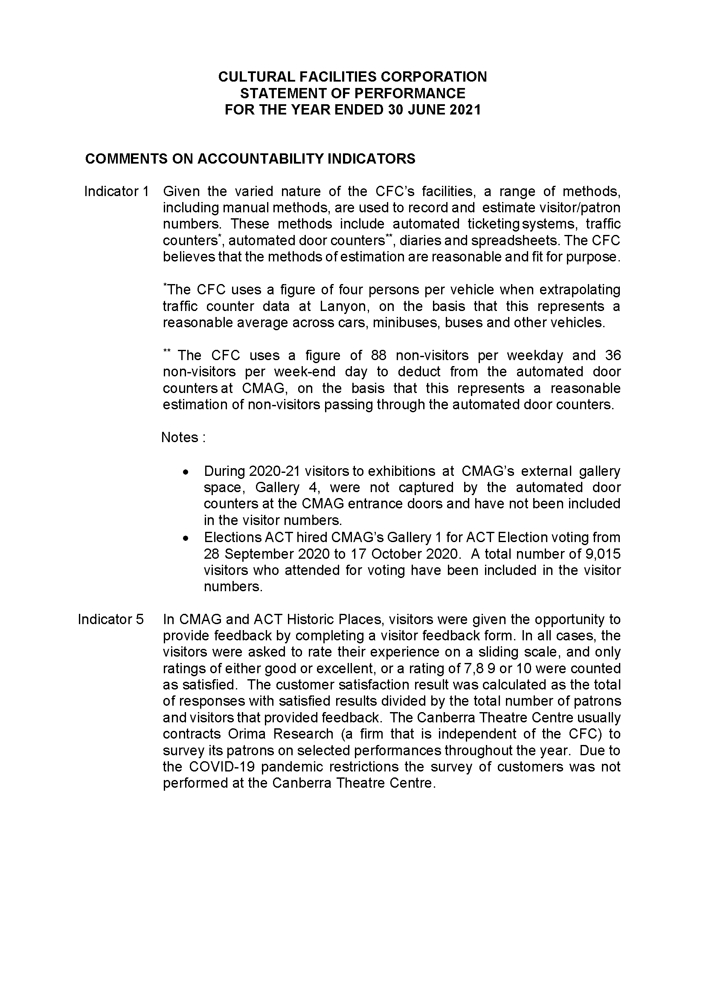 CULTURAL FACILITIES CORPORATION
STATEMENT OF PERFORMANCE
FOR THE YEAR ENDED 30 JUNE 2021
COMMENTS ON ACCOUNTABILITY INDICATORS
Indicator 1 Given the varied nature of the CFC’s facilities, a range of methods,
including manual methods, are used to record and estimate visitor/patron
numbers. These methods include automated ticketing systems, traffic
counters*, automated door counters**, diaries and spreadsheets. The CFC
believes that the methods of estimation are reasonable and fit for purpose.
*The CFC uses a figure of four persons per vehicle when extrapolating
traffic counter data at Lanyon, on the basis that this represents a
reasonable average across cars, minibuses, buses and other vehicles.
** The CFC uses a figure of 88 non-visitors per weekday and 36
non-visitors per week-end day to deduct from the automated door
counters at CMAG, on the basis that this represents a reasonable
estimation of non-visitors passing through the automated door counters.
Notes :
• During 2020-21 visitors to exhibitions at CMAG’s external gallery
space, Gallery 4, were not captured by the automated door
counters at the CMAG entrance doors and have not been included
in the visitor numbers.
• Elections ACT hired CMAG’s Gallery 1 for ACT Election voting from
28 September 2020 to 17 October 2020. A total number of 9,015
visitors who attended for voting have been included in the visitor
numbers.
Indicator 5 In CMAG and ACT Historic Places, visitors were given the opportunity to
provide feedback by completing a visitor feedback form. In all cases, the
visitors were asked to rate their experience on a sliding scale, and only
ratings of either good or excellent, or a rating of 7,8 9 or 10 were counted
as satisfied. The customer satisfaction result was calculated as the total
of responses with satisfied results divided by the total number of patrons
and visitors that provided feedback. The Canberra Theatre Centre usually
contracts Orima Research (a firm that is independent of the CFC) to
survey its patrons on selected performances throughout the year. Due to
the COVID-19 pandemic restrictions the survey of customers was not
performed at the Canberra Theatre Centre.